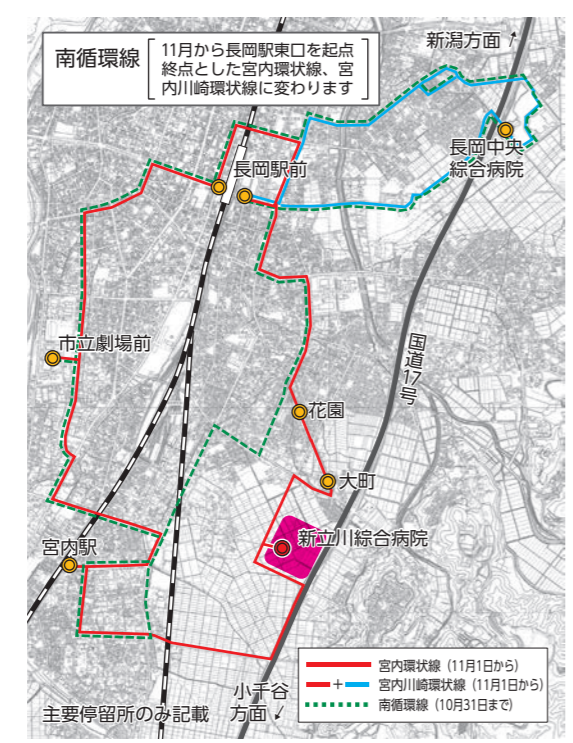 南循環線
11月から長岡駅東口を起点
終点とした宮内環状線、宮
内川崎環状線に変わります
新潟方面
長岡中央
綜合病院
長岡駅前
市立劇場前
国道17号
花園
大町
新立川綜合病院
宮内駅
小千谷
方面
主要停留所のみ記載
宮内環状線（11月1日から）
+ 宮内川崎環状線（11月1日から）
南循環線（10月31日まで）